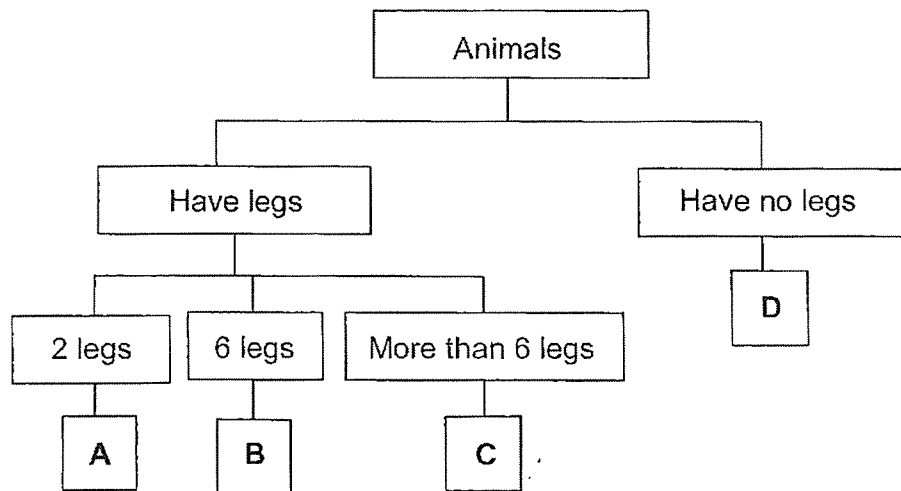 Animals
Have legs
Have no legs
D
2 legs
6 legs
More than 6 legs
A
B
C